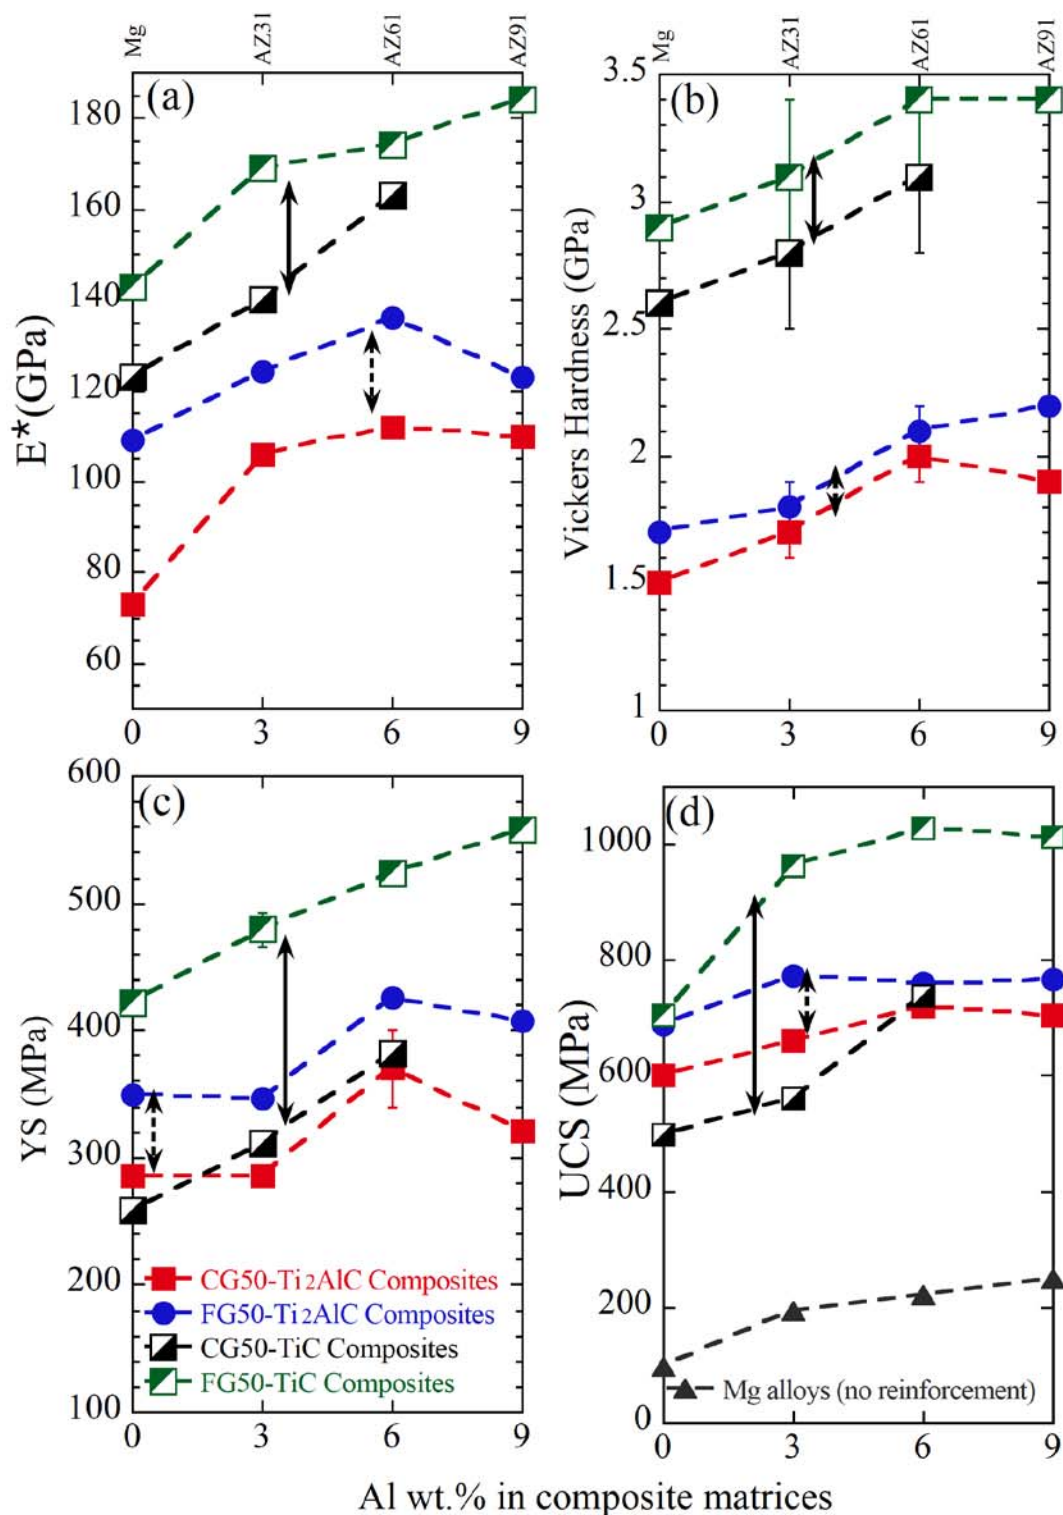 Mg AZ31 AZ61 AZ91
(a)
180
160
140
120
100
80
60
E*(GPa)
0 3 6 9
Mg AZ31 AZ61 AZ91
(b)
3.5
3
2.5
2
1.5
1
Vickers Hardness (GPa)
0 3 6 9
(c)
600
500
400
300
200
100
YS (MPa)
CG50-Ti2AlC Composites
FG50-Ti2AlC Composites
CG50-TiC Composites
FG50-TiC Composites
0 3 6 9
(d)
1000
800
600
400
200
0
UCS (MPa)
Mg alloys (no reinforcement)
0 3 6 9
Al wt.% in composite matrices